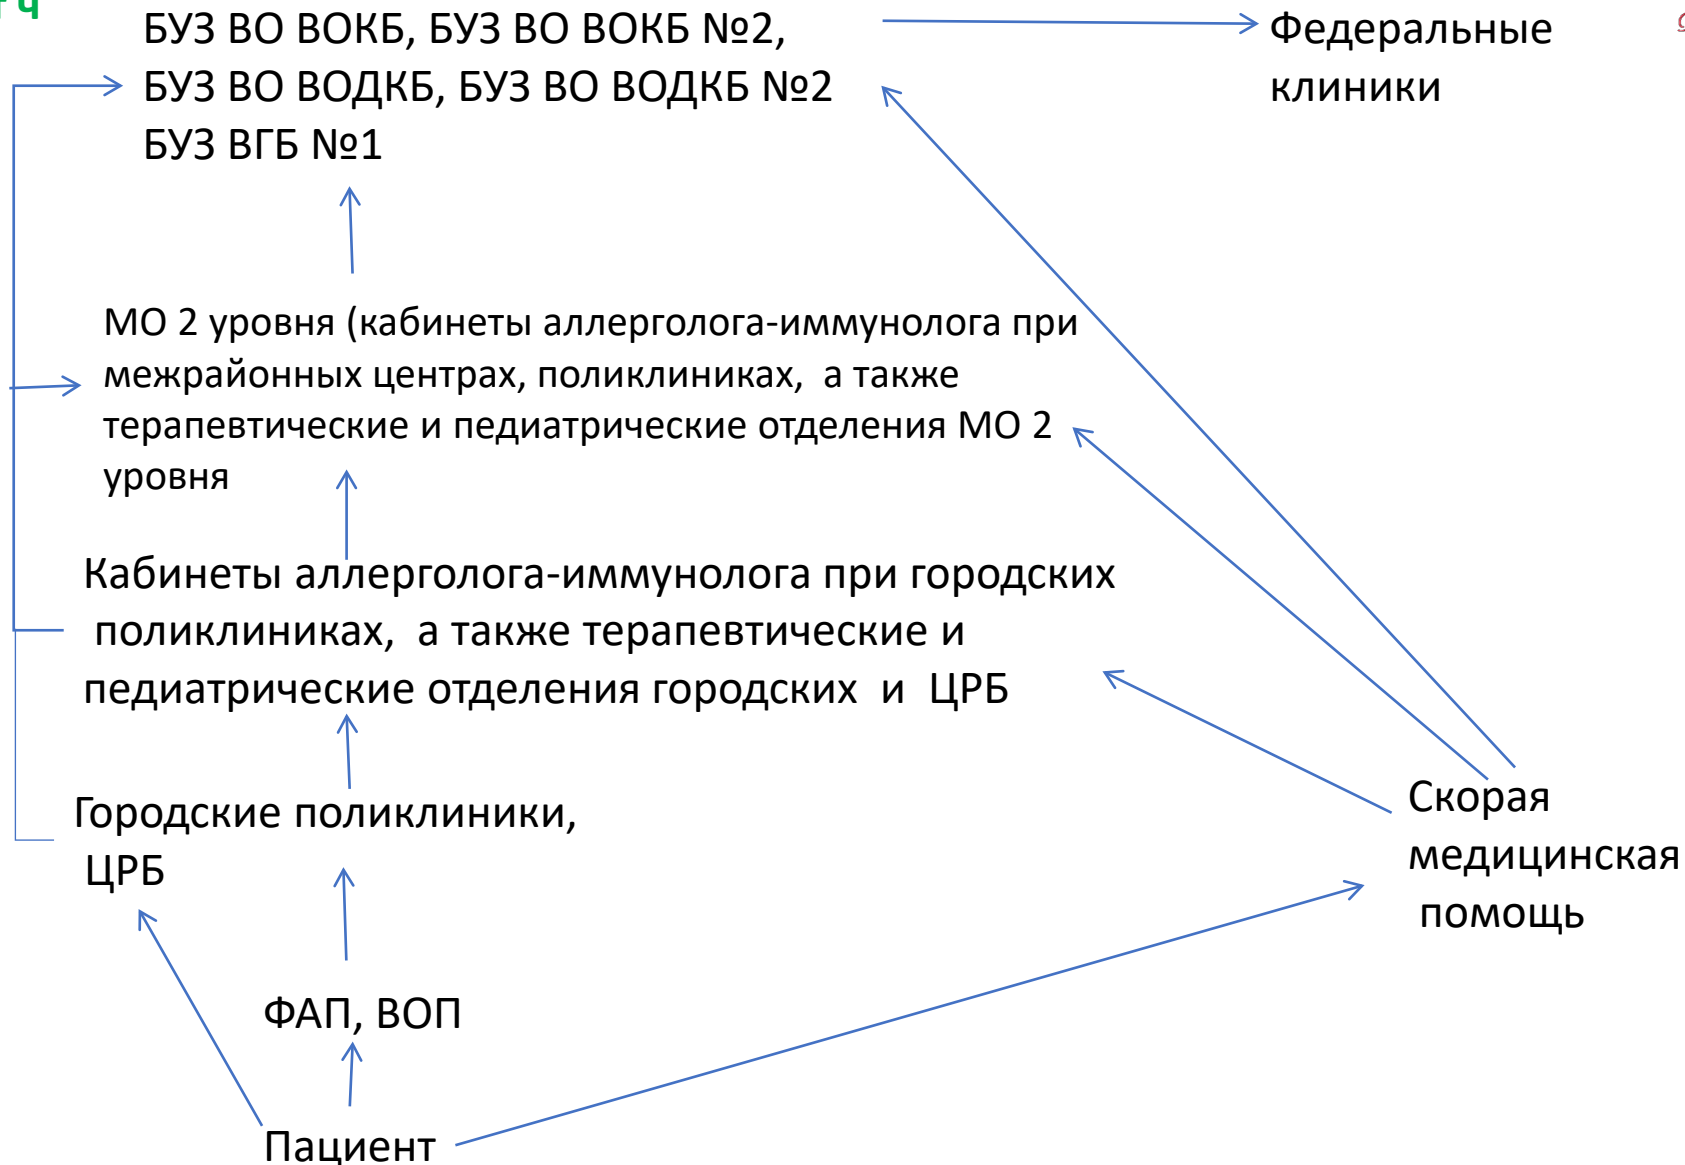 БУЗ ВО ВОКБ, БУЗ ВО ВОКБ №2,
БУЗ ВО ВОДКБ, БУЗ ВО ВОДКБ №2
БУЗ ВГБ №1
Федеральные
клиники
МО 2 уровня (кабинеты аллерголога-иммунолога при
межрайонных центрах, поликлиниках, а также
терапевтические и педиатрические отделения МО 2
уровня
Кабинеты аллерголога-иммунолога при городских
поликлиниках, а также терапевтические и
педиатрические отделения городских и ЦРБ
Городские поликлиники,
ЦРБ
Скорая
медицинская
помощь
ФАП, ВОП
Пациент